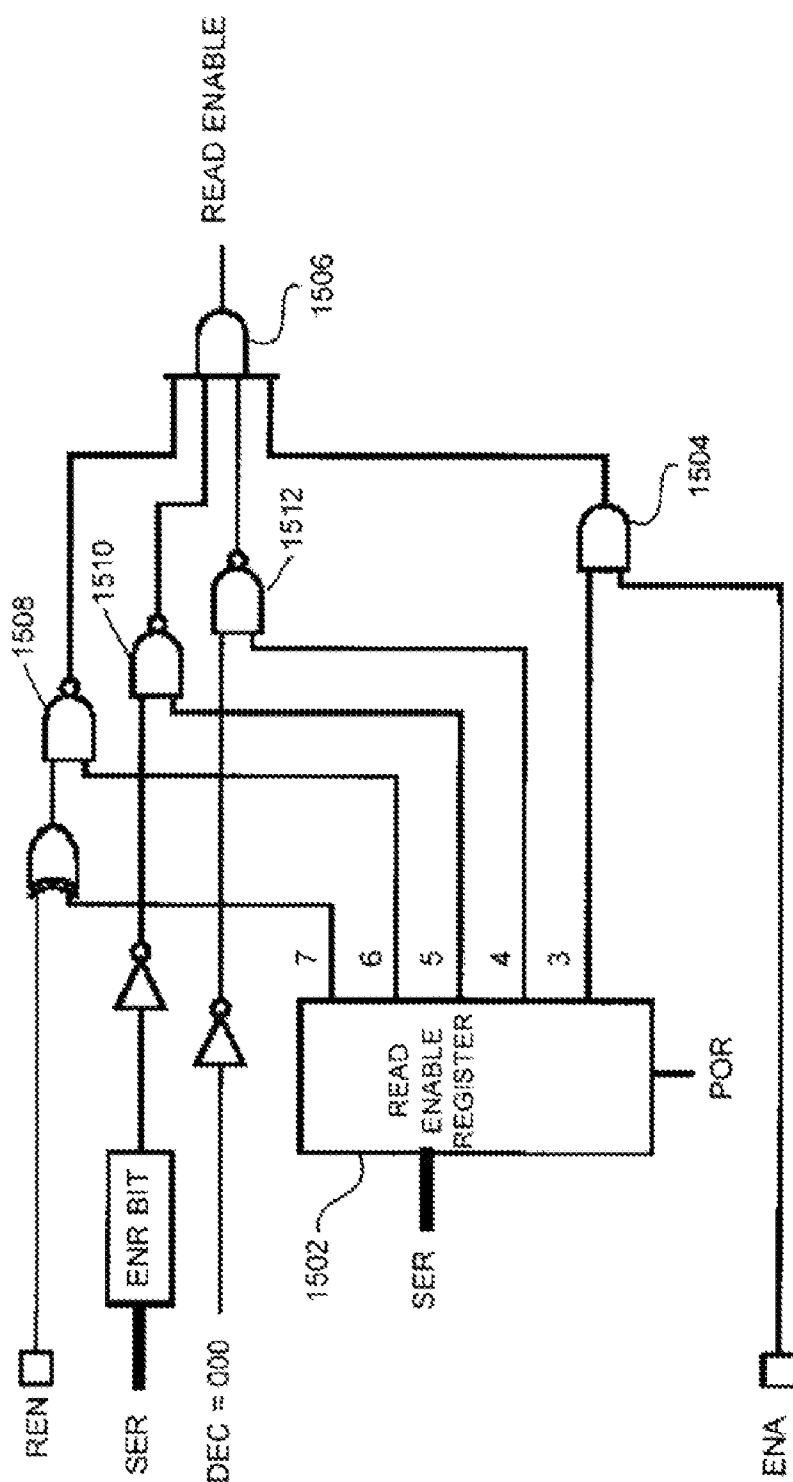 REN
SER
ENR BIT
DEC = 000
1508
1510
1512
READ ENABLE
1506
1502
SER
READ
ENABLE
REGISTER
7
6
5
4
3
POR
1504
ENA